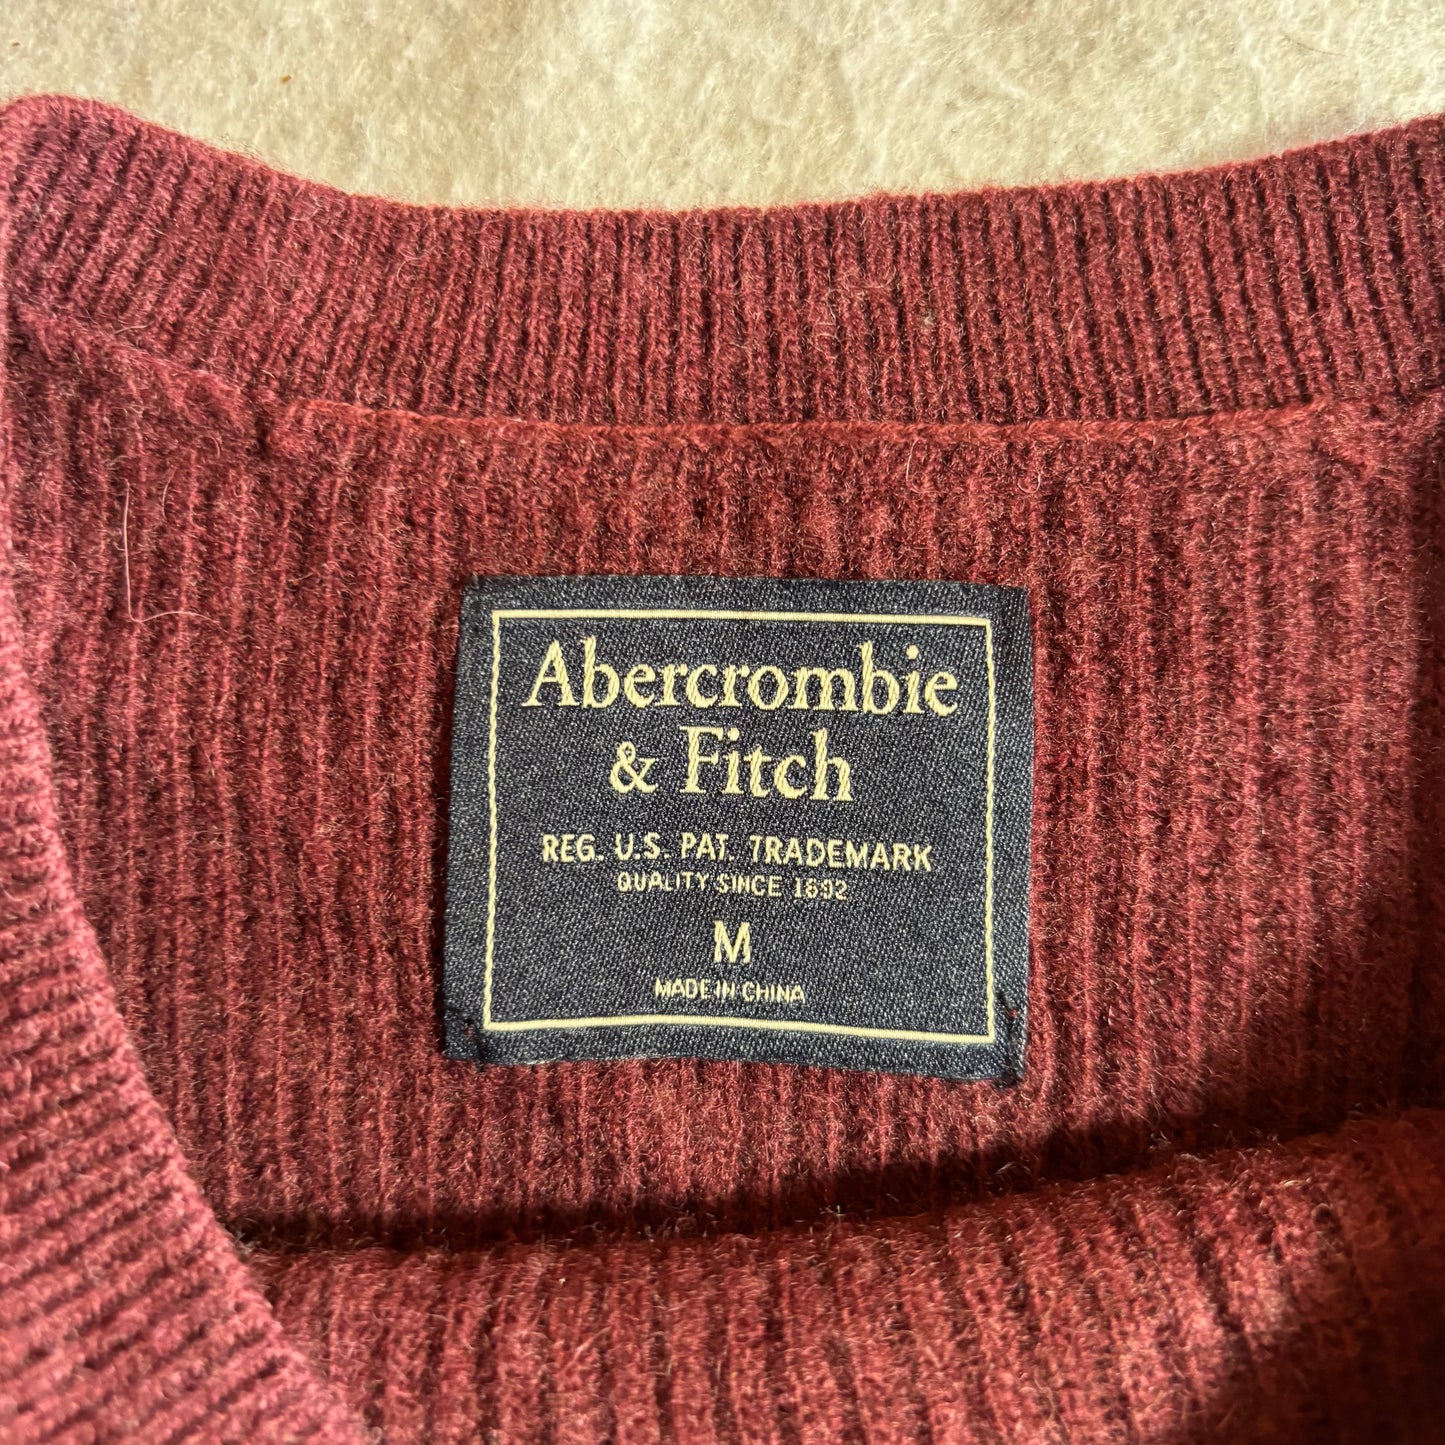 Abercrombie
& Fitch
REG. U.S. PAT. TRADEMARK
QUALITY SINCE 1892
M
MADE IN CHINA